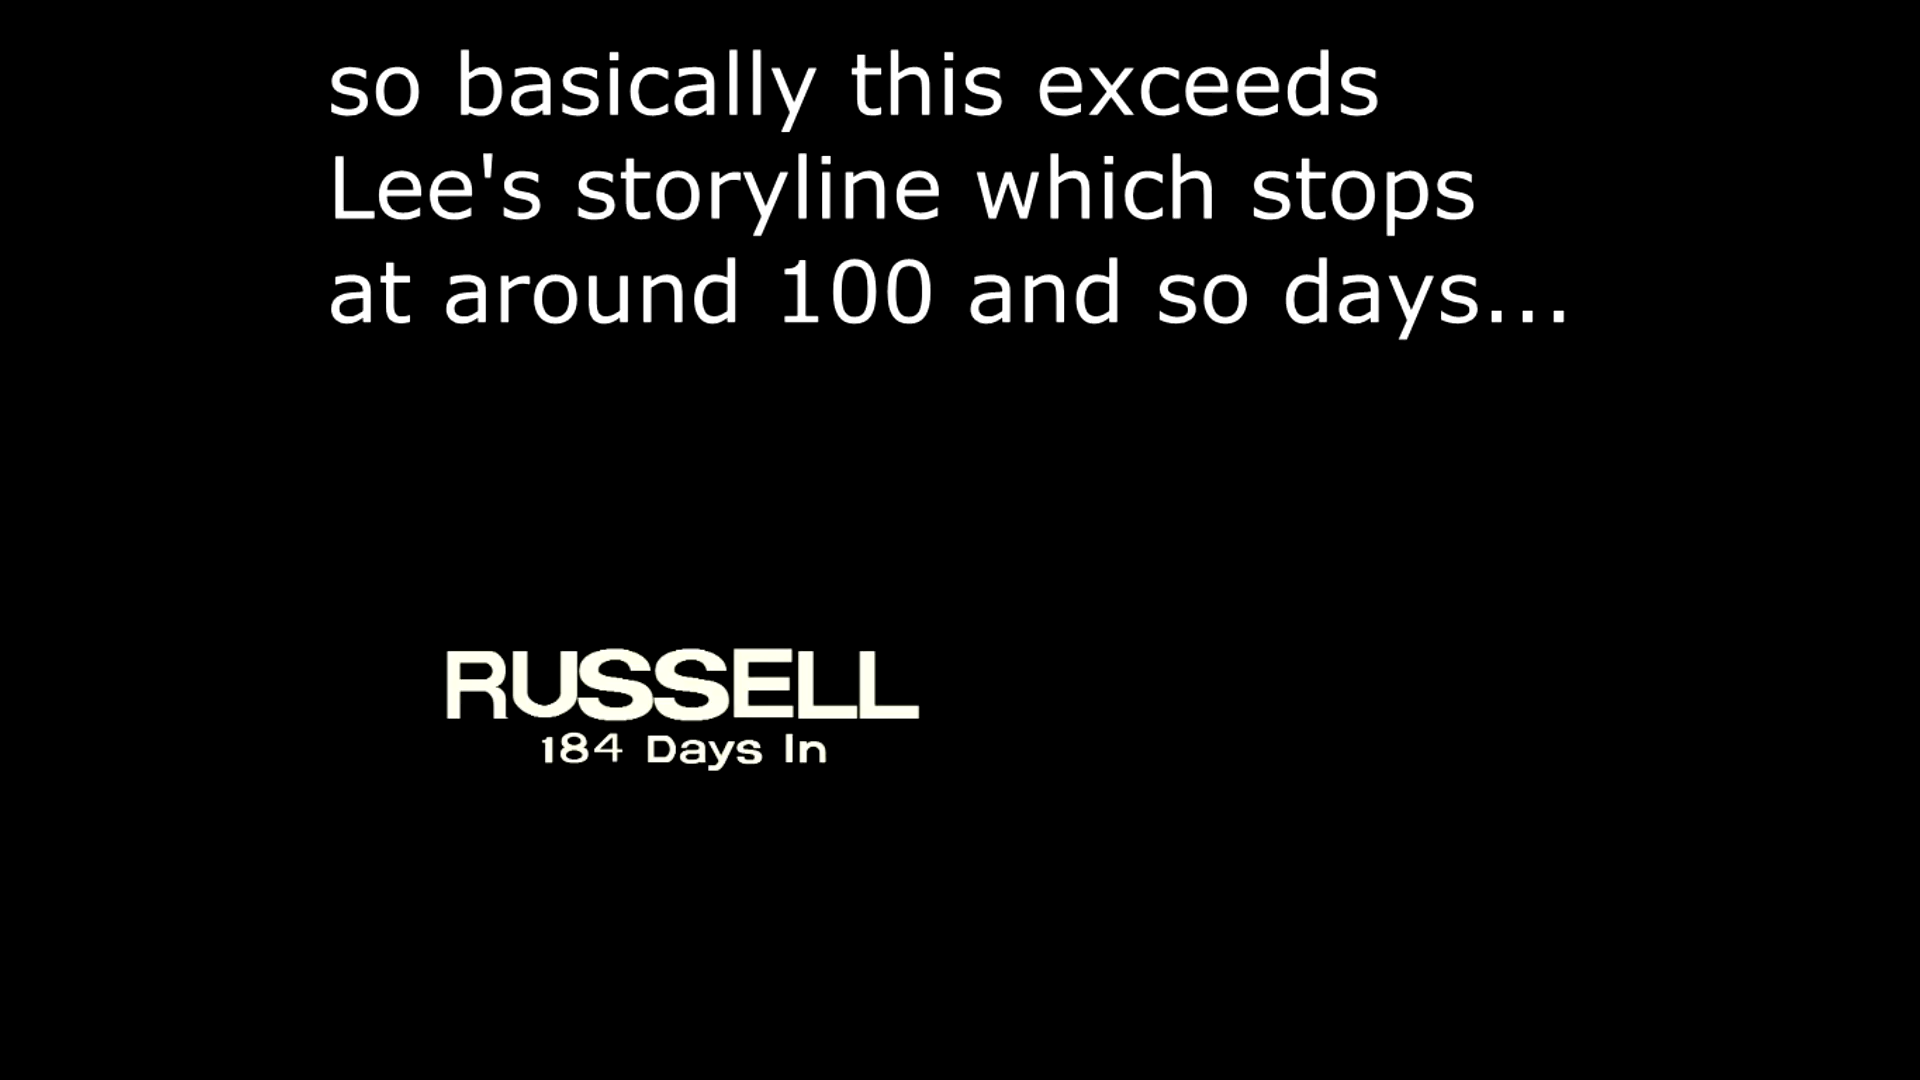 so basically this exceeds
Lee's storyline which stops
at around 100 and so days...
RUSSELL
184 Days In